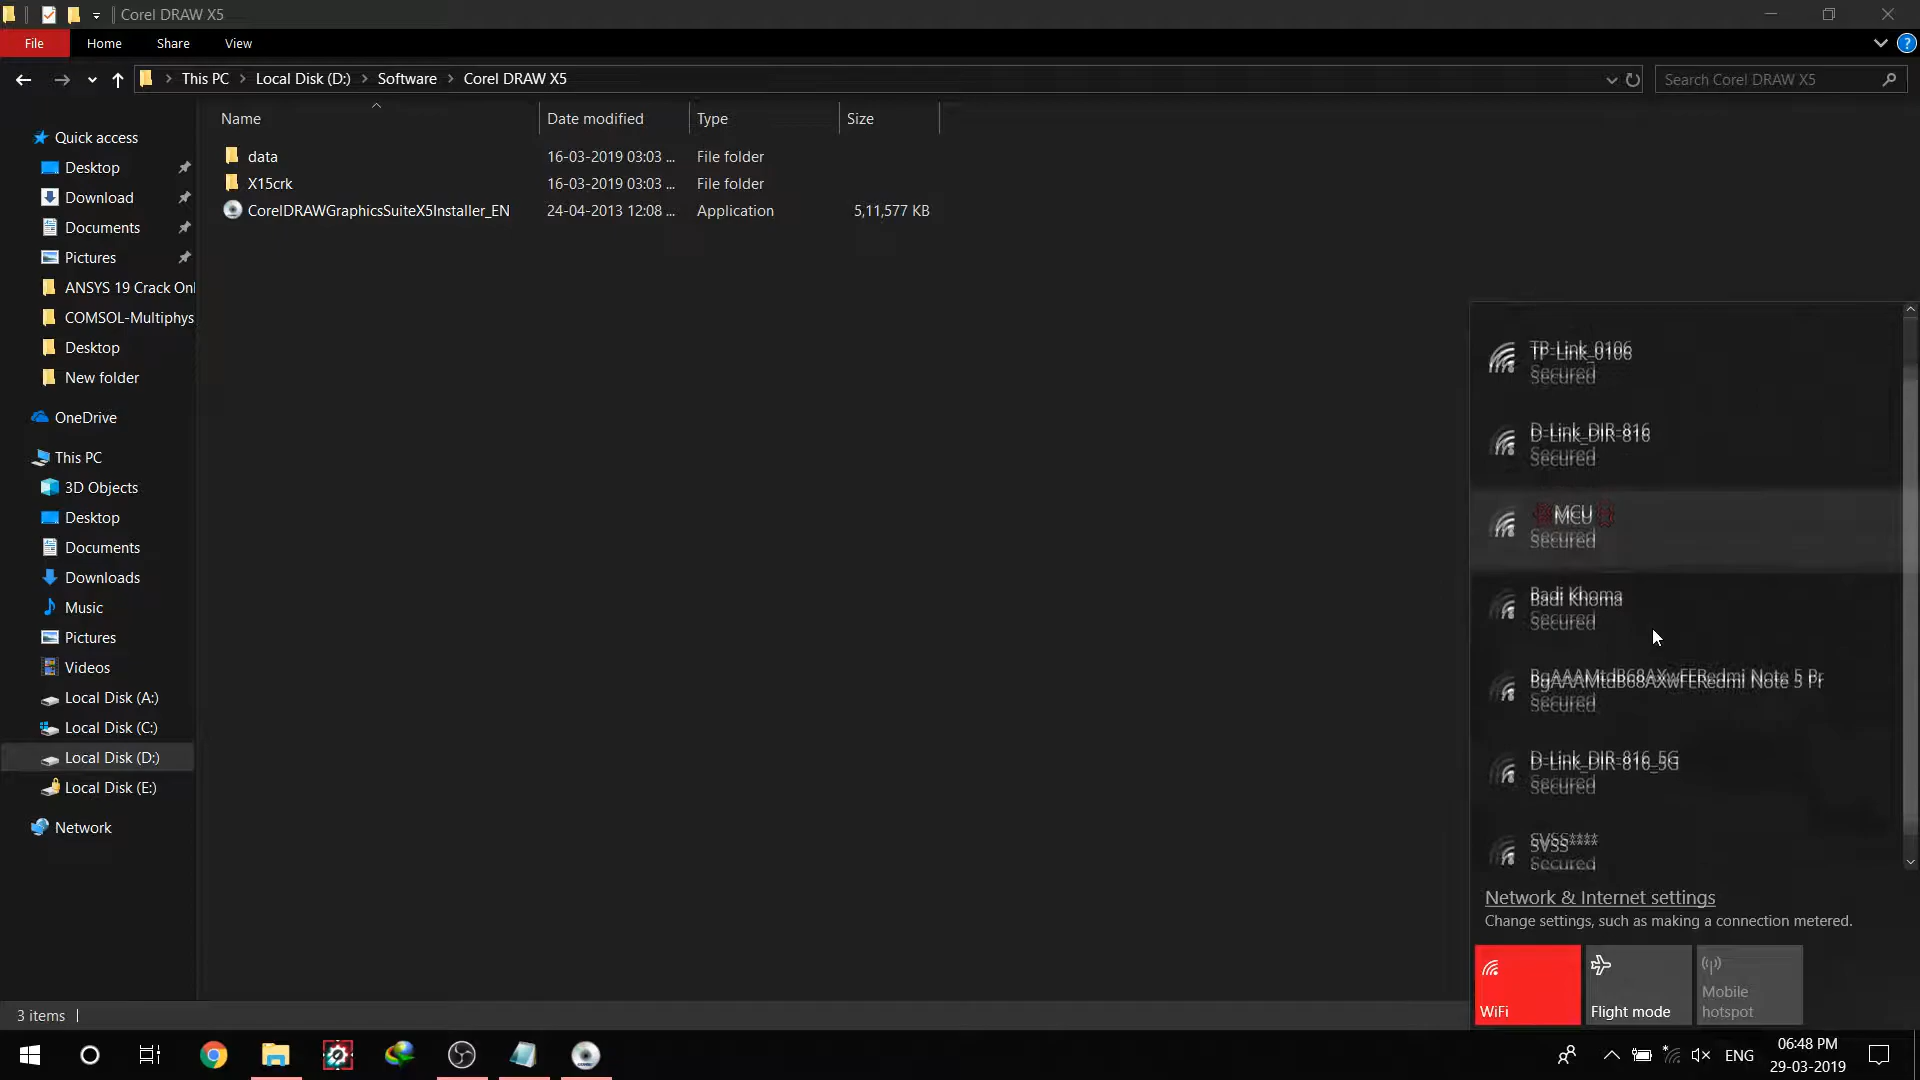 Corel DRAW X5
File Home Share View
This PC Local Disk (D:) Software Corel DRAW X5
Search Corel DRAW X5
Name Date modified Type Size
data 16-03-2019 03:03 ... File folder
X15crk 16-03-2019 03:03 ... File folder
CorelDRAWGraphicsSuiteX5Installer_EN 24-04-2013 12:08 ... Application 5,11,577 KB
Quick access
Desktop
Download
Documents
Pictures
ANSYS 19 Crack Onl
COMSOL-Multiphys
Desktop
New folder
OneDrive
This PC
3D Objects
Desktop
Documents
Downloads
Music
Pictures
Videos
Local Disk (A:)
Local Disk (C:)
Local Disk (D:)
Local Disk (E:)
Network
TP-Link_0106
Secured
D-Link_DIR-816
Secured
MCU
Secured
Badi Khoma
Secured
BgAAAMtdB68AXwFERedmi Note 5 Pr
Secured
D-Link_DIR-816_5G
Secured
SVSS****
Secured
Network & Internet settings
Change settings, such as making a connection metered.
WiFi
Flight mode
Mobile
hotspot
3 items
ENG
06:48 PM
29-03-2019